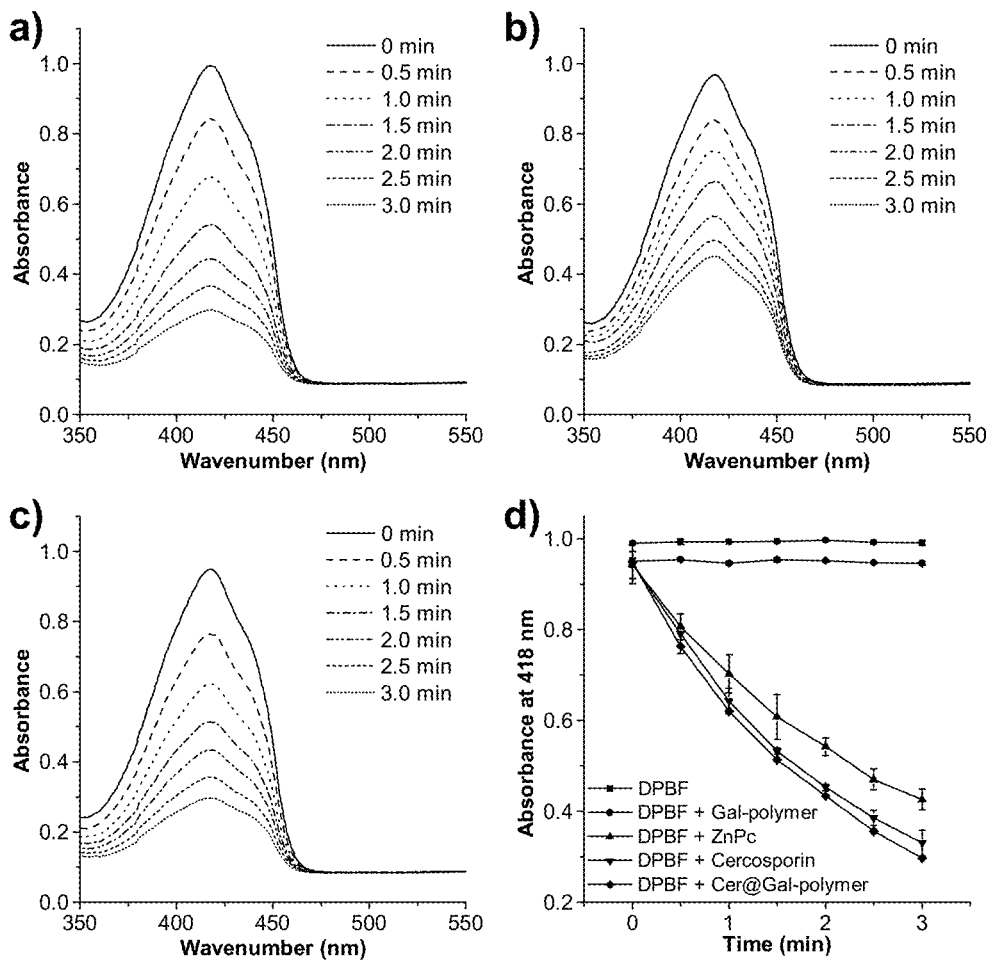 a)
0 min
0.5 min
1.0 min
1.5 min
2.0 min
2.5 min
3.0 min
1.0
0.8
0.6
0.4
0.2
0.0
Absorbance
350 400 450 500 550
Wavenumber (nm)
b)
0 min
0.5 min
1.0 min
1.5 min
2.0 min
2.5 min
3.0 min
1.0
0.8
0.6
0.4
0.2
0.0
Absorbance
350 400 450 500 550
Wavenumber (nm)
c)
0 min
0.5 min
1.0 min
1.5 min
2.0 min
2.5 min
3.0 min
1.0
0.8
0.6
0.4
0.2
0.0
Absorbance
350 400 450 500 550
Wavenumber (nm)
d)
1.0
0.8
0.6
0.4
0.2
Absorbance at 418 nm
DPBF
DPBF + Gal-polymer
DPBF + ZnPc
DPBF + Cercosporin
DPBF + Cer@Gal-polymer
0 1 2 3
Time (min)